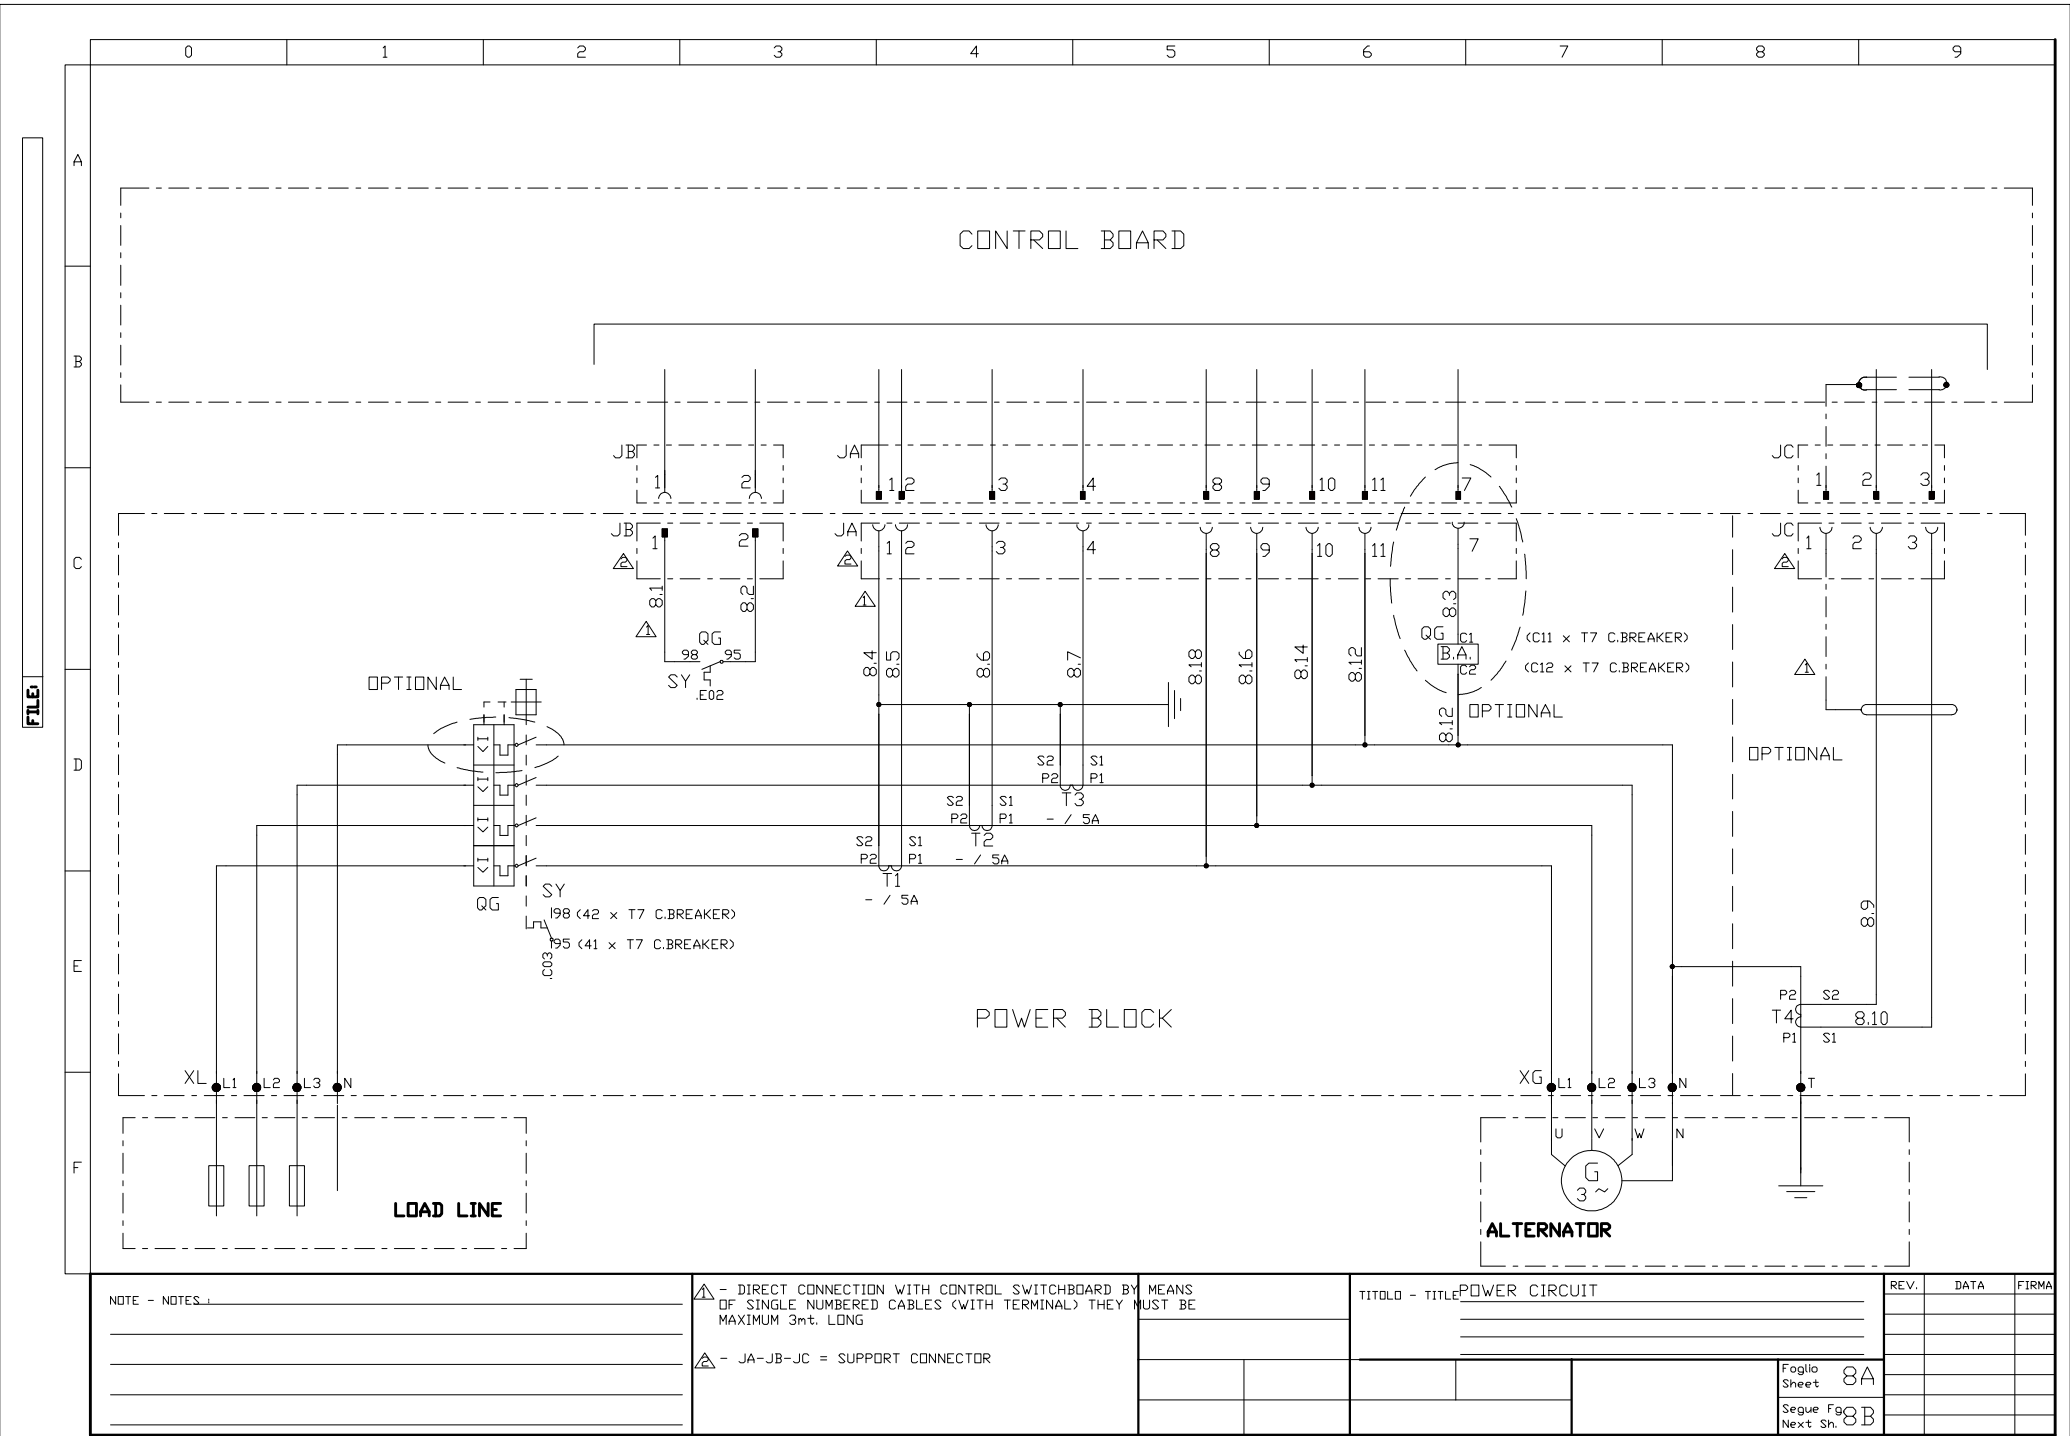 0 1 2 3 4 5 6 7 8 9
A
CONTROL BOARD
B
JB JA JC
1 2 1 2 3 4 8 9 10 11 7 1 2 3
C
JB JA JC
1 2 1 2 3 4 8 9 10 11 7 1 2 3
2 2 2
8.1 8.2 1 8.3
1 QG QG C1 (C11 x T7 C.BREAKER)
98 95 8.4 8.5 8.6 8.7 8.18 8.16 8.14 8.12 B.A.
SY .E02 C2 (C12 x T7 C.BREAKER) 1
OPTIONAL
FILE:
8.12 OPTIONAL
D
I> I> I> I>
OPTIONAL
S2 S1
P2 P1
T3
- / 5A
S2 S1
P2 P1
T2
- / 5A
S2 S1
P2 P1
T1
- / 5A
SY
QG
98 (42 x T7 C.BREAKER)
95 (41 x T7 C.BREAKER)
.C03
8.9
E
POWER BLOCK
P2 S2
T4 8.10
P1 S1
XL L1 L2 L3 N XG L1 L2 L3 N T
U V W N
F
G
3 ~
LOAD LINE
ALTERNATOR
NOTE - NOTES :
1 - DIRECT CONNECTION WITH CONTROL SWITCHBOARD BY MEANS
OF SINGLE NUMBERED CABLES (WITH TERMINAL) THEY MUST BE
MAXIMUM 3mt. LONG
2 - JA-JB-JC = SUPPORT CONNECTOR
TITOLO - TITLE POWER CIRCUIT
REV. DATA FIRMA
Foglio
Sheet 8A
Segue Fg.
Next Sh. 8B